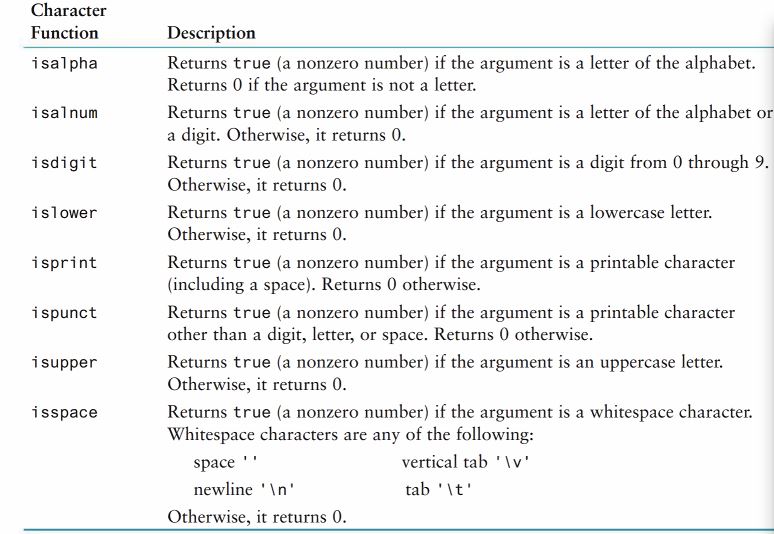 Character
Function Description
isalpha Returns true (a nonzero number) if the argument is a letter of the alphabet.
Returns 0 if the argument is not a letter.
isalnum Returns true (a nonzero number) if the argument is a letter of the alphabet or
a digit. Otherwise, it returns 0.
isdigit Returns true (a nonzero number) if the argument is a digit from 0 through 9.
Otherwise, it returns 0.
islower Returns true (a nonzero number) if the argument is a lowercase letter.
Otherwise, it returns 0.
isprint Returns true (a nonzero number) if the argument is a printable character
(including a space). Returns 0 otherwise.
ispunct Returns true (a nonzero number) if the argument is a printable character
other than a digit, letter, or space. Returns 0 otherwise.
isupper Returns true (a nonzero number) if the argument is an uppercase letter.
Otherwise, it returns 0.
isspace Returns true (a nonzero number) if the argument is a whitespace character.
Whitespace characters are any of the following:
space ' ' vertical tab '\v'
newline '\n' tab '\t'
Otherwise, it returns 0.